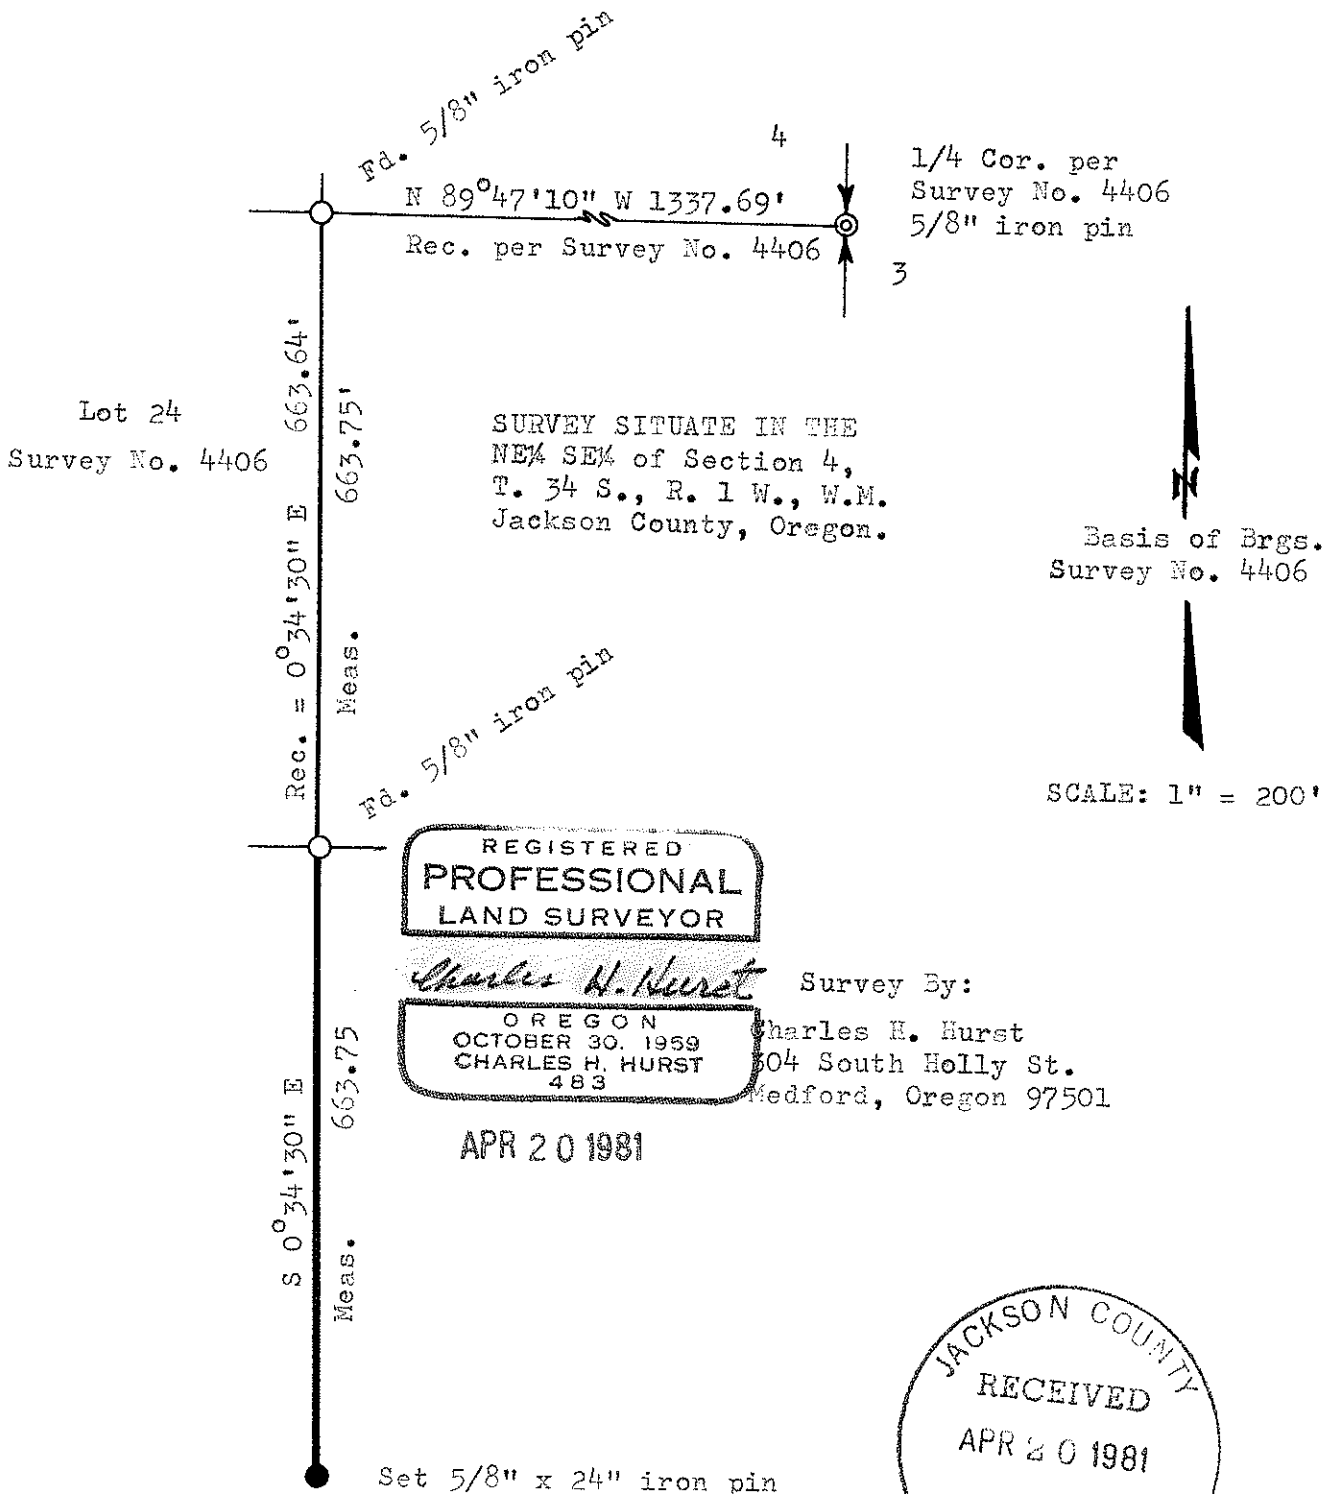 Fd. 5/8" iron pin
4
1/4 Cor. per
Survey No. 4406
5/8" iron pin
N 89°47'10" W 1337.69'
Rec. per Survey No. 4406
3
Lot 24
Survey No. 4406
Rec. = 0°34'30" E 663.64'
Meas. 663.75'
SURVEY SITUATE IN THE
NE¼ SE¼ of Section 4,
T. 34 S., R. 1 W., W.M.
Jackson County, Oregon.
N
Basis of Brgs.
Survey No. 4406
SCALE: 1" = 200'
Fd. 5/8" iron pin
REGISTERED
PROFESSIONAL
LAND SURVEYOR
Charles H. Hurst
OREGON
OCTOBER 30. 1959
CHARLES H. HURST
483
APR 20 1981
Survey By:
Charles H. Hurst
304 South Holly St.
Medford, Oregon 97501
S 0°34'30" E 663.75
Meas.
Set 5/8" x 24" iron pin
JACKSON COUNTY
RECEIVED
APR 20 1981